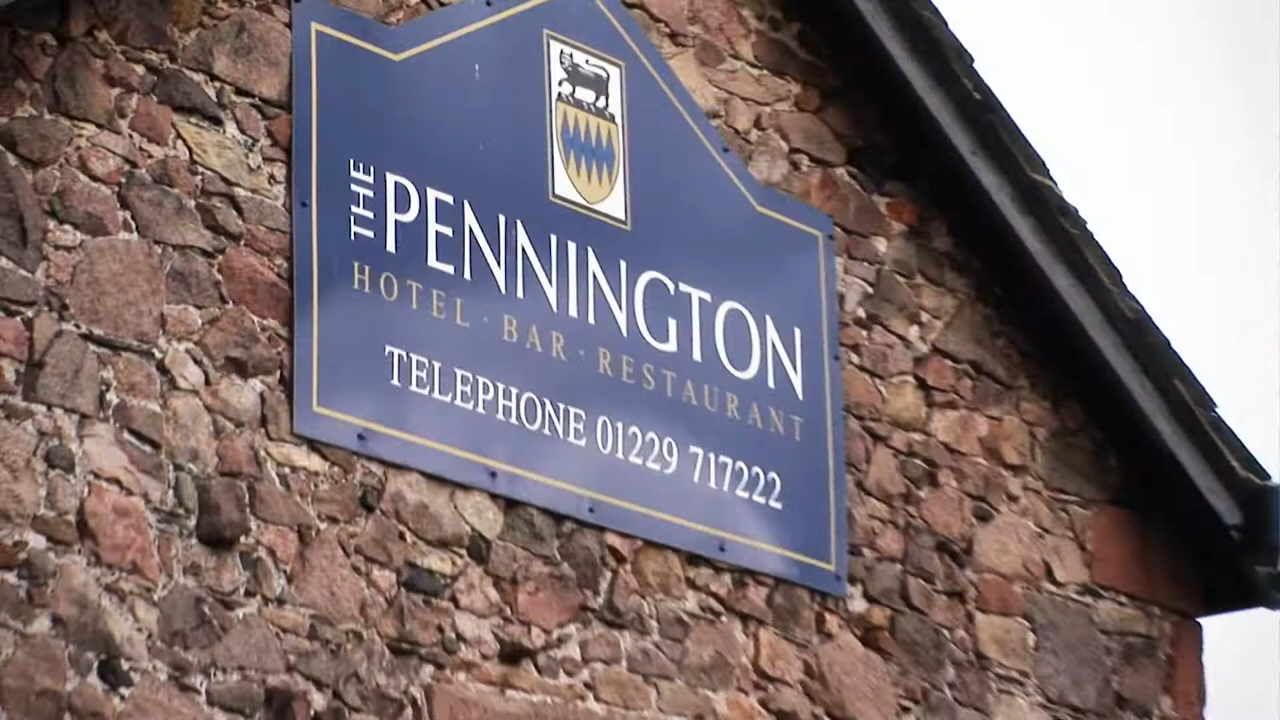 THE PENNINGTON
HOTEL · BAR · RESTAURANT
TELEPHONE 01229 717222